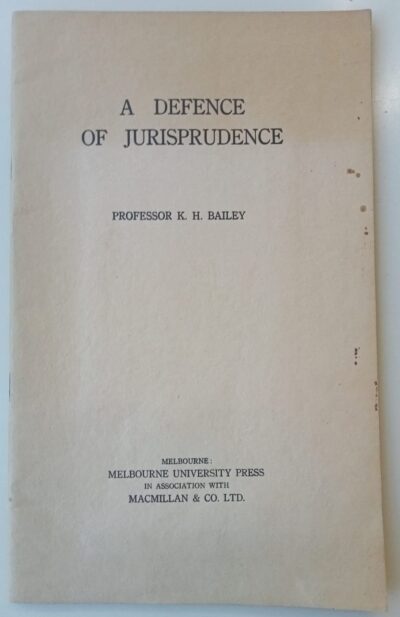 A DEFENCE
OF JURISPRUDENCE
PROFESSOR K. H. BAILEY
MELBOURNE:
MELBOURNE UNIVERSITY PRESS
IN ASSOCIATION WITH
MACMILLAN & CO. LTD.